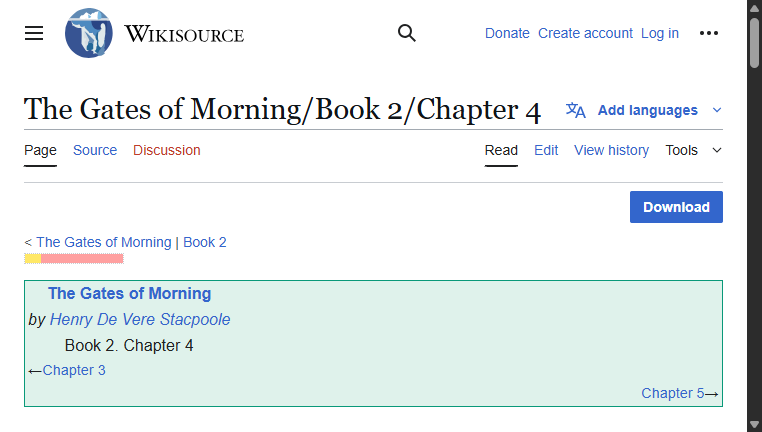 WIKISOURCE
Donate Create account Log in
The Gates of Morning/Book 2/Chapter 4
Add languages
Page Source Discussion
Read Edit View history Tools
Download
< The Gates of Morning | Book 2
The Gates of Morning
by Henry De Vere Stacpoole
Book 2. Chapter 4
←Chapter 3
Chapter 5→